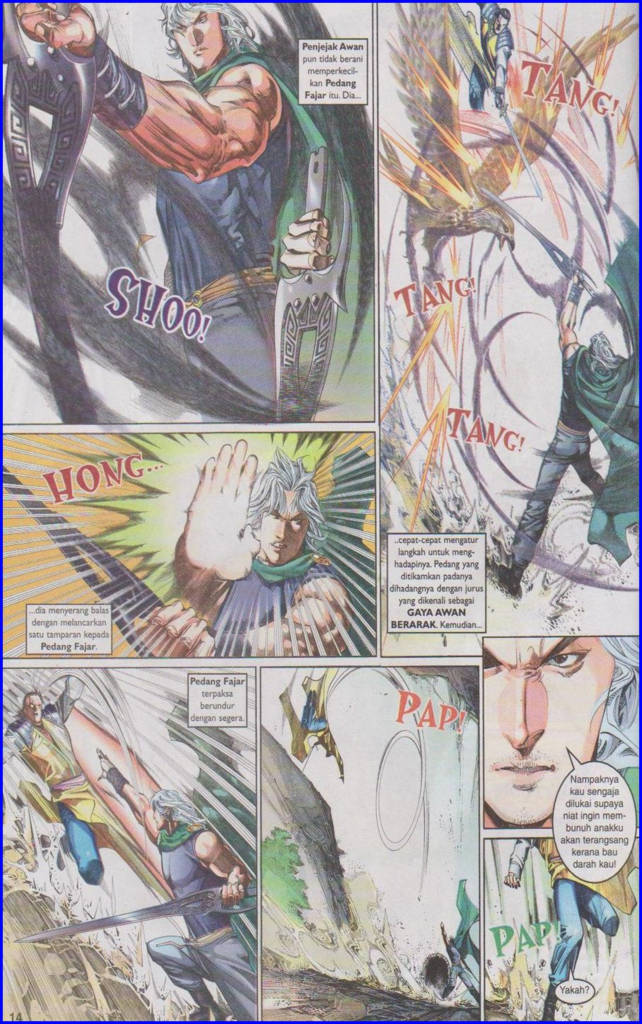 Penjejak Awan
pun tidak berani
memperkecil-
kan Pedang
Fajar itu. Dia...
SHOO!
TANG!
TANG!
TANG!
..cepat-cepat mengatur
langkah untuk meng-
hadapinya. Pedang yang
ditikamkan padanya
dihadangnya dengan jurus
yang dikenali sebagai
GAYA AWAN
BERARAK. Kemudian...
HONG...
...dia menyerang balas
dengan melancarkan
satu tamparan kepada
Pedang Fajar.
Pedang Fajar
terpaksa
berundur
dengan segera.
PAP!
Nampaknya
kau sengaja
dilukai supaya
niat ingin mem-
bunuh anakku
akan terangsang
kerana bau
darah kau!
PAP!
Yakah?
14